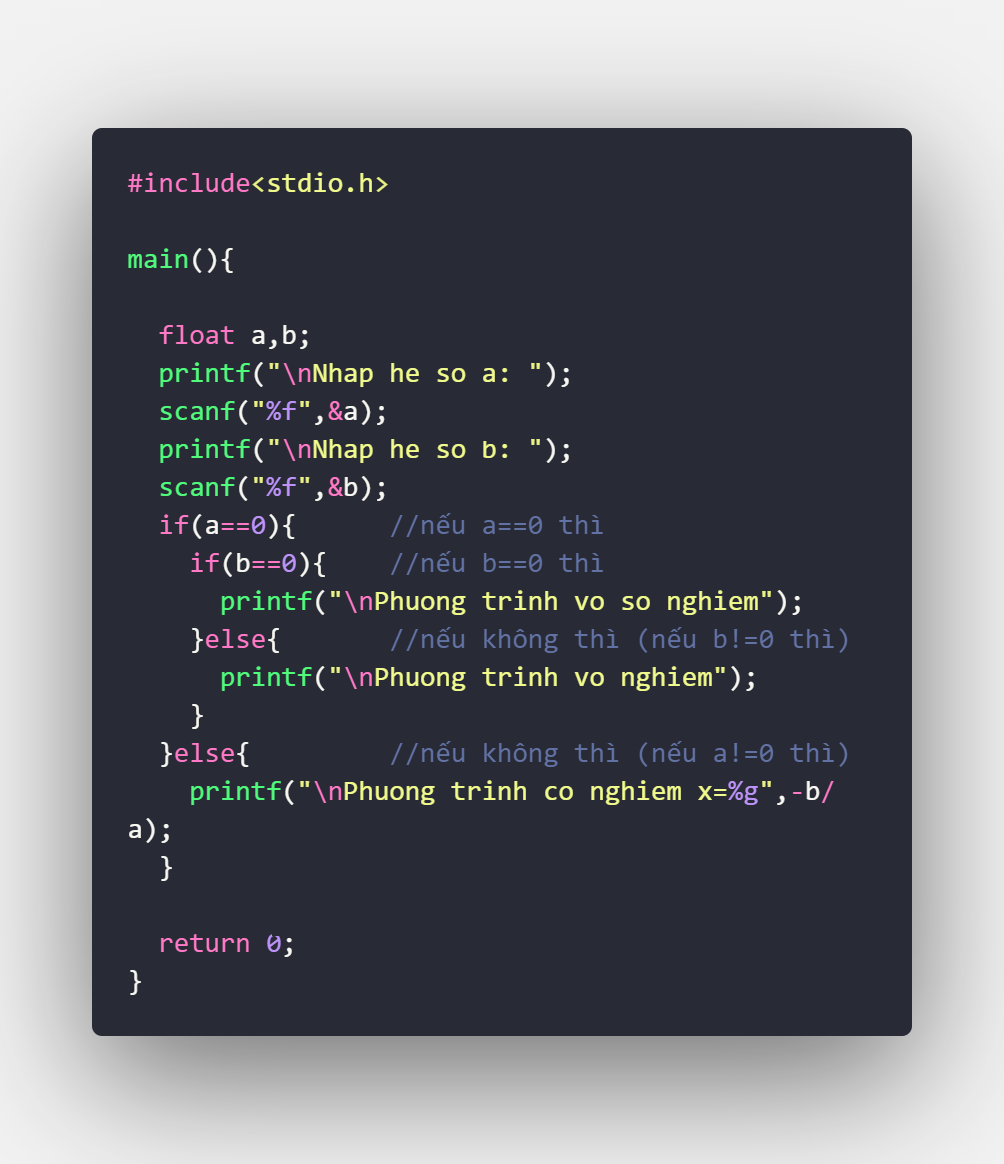 #include<stdio.h>
main(){
float a,b;
printf("\nNhap he so a: ");
scanf("%f",&a);
printf("\nNhap he so b: ");
scanf("%f",&b);
if(a==0){ //nếu a==0 thì
if(b==0){ //nếu b==0 thì
printf("\nPhuong trinh vo so nghiem");
}else{ //nếu không thì (nếu b!=0 thì)
printf("\nPhuong trinh vo nghiem");
}
}else{ //nếu không thì (nếu a!=0 thì)
printf("\nPhuong trinh co nghiem x=%g",-b/
a);
}
return 0;
}